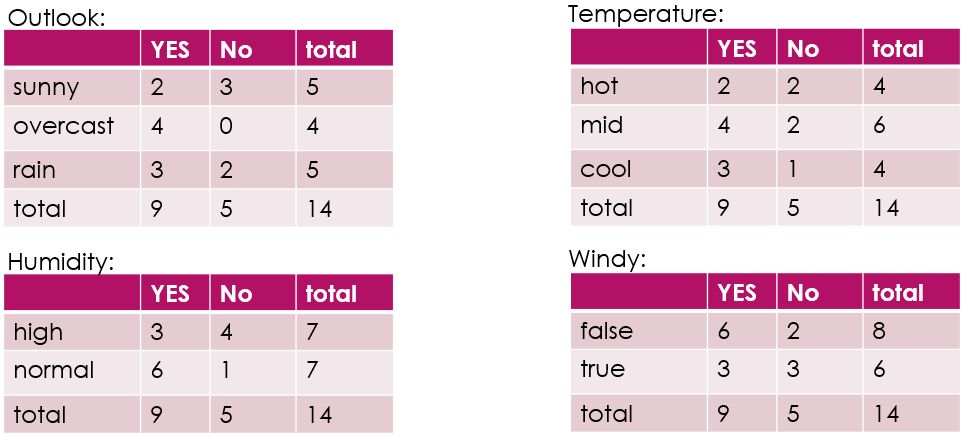 Outlook:
YES No total
sunny 2 3 5
overcast 4 0 4
rain 3 2 5
total 9 5 14
Temperature:
YES No total
hot 2 2 4
mid 4 2 6
cool 3 1 4
total 9 5 14
Humidity:
YES No total
high 3 4 7
normal 6 1 7
total 9 5 14
Windy:
YES No total
false 6 2 8
true 3 3 6
total 9 5 14